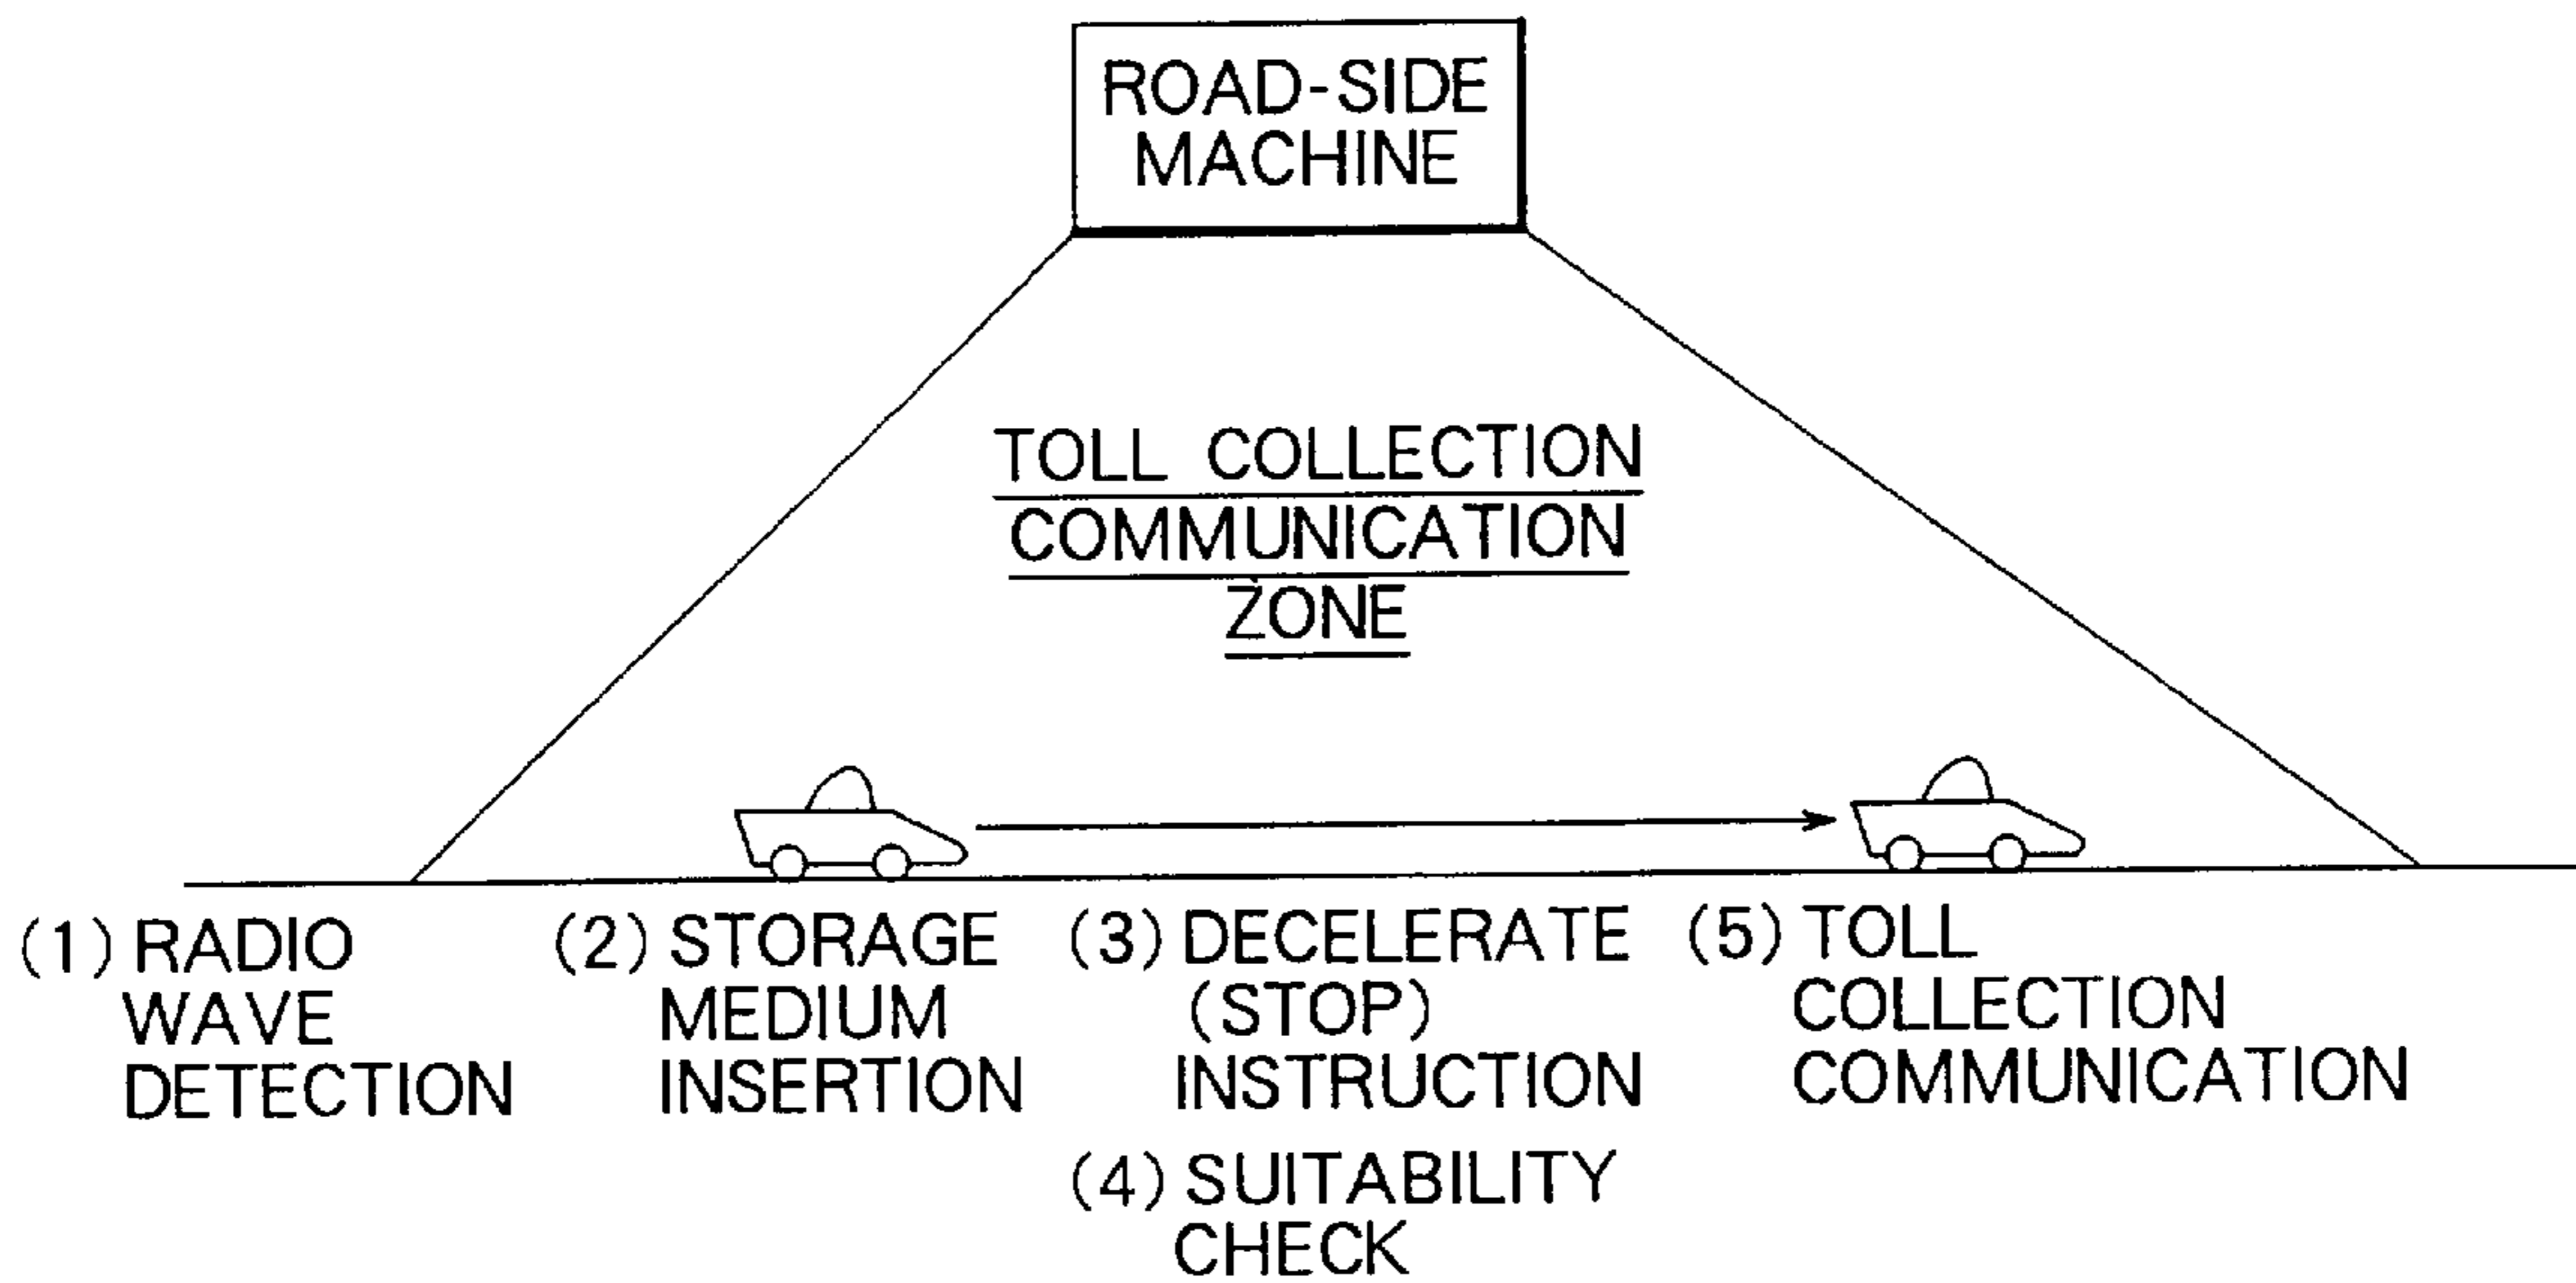 ROAD-SIDE
MACHINE
TOLL COLLECTION
COMMUNICATION
ZONE
(1) RADIO
WAVE
DETECTION
(2) STORAGE
MEDIUM
INSERTION
(3) DECELERATE
(STOP)
INSTRUCTION
(4) SUITABILITY
CHECK
(5) TOLL
COLLECTION
COMMUNICATION